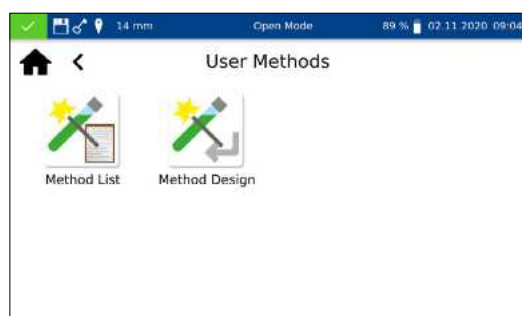 14 mm Open Mode 89 % 02.11.2020 09:04
User Methods
Method List Method Design